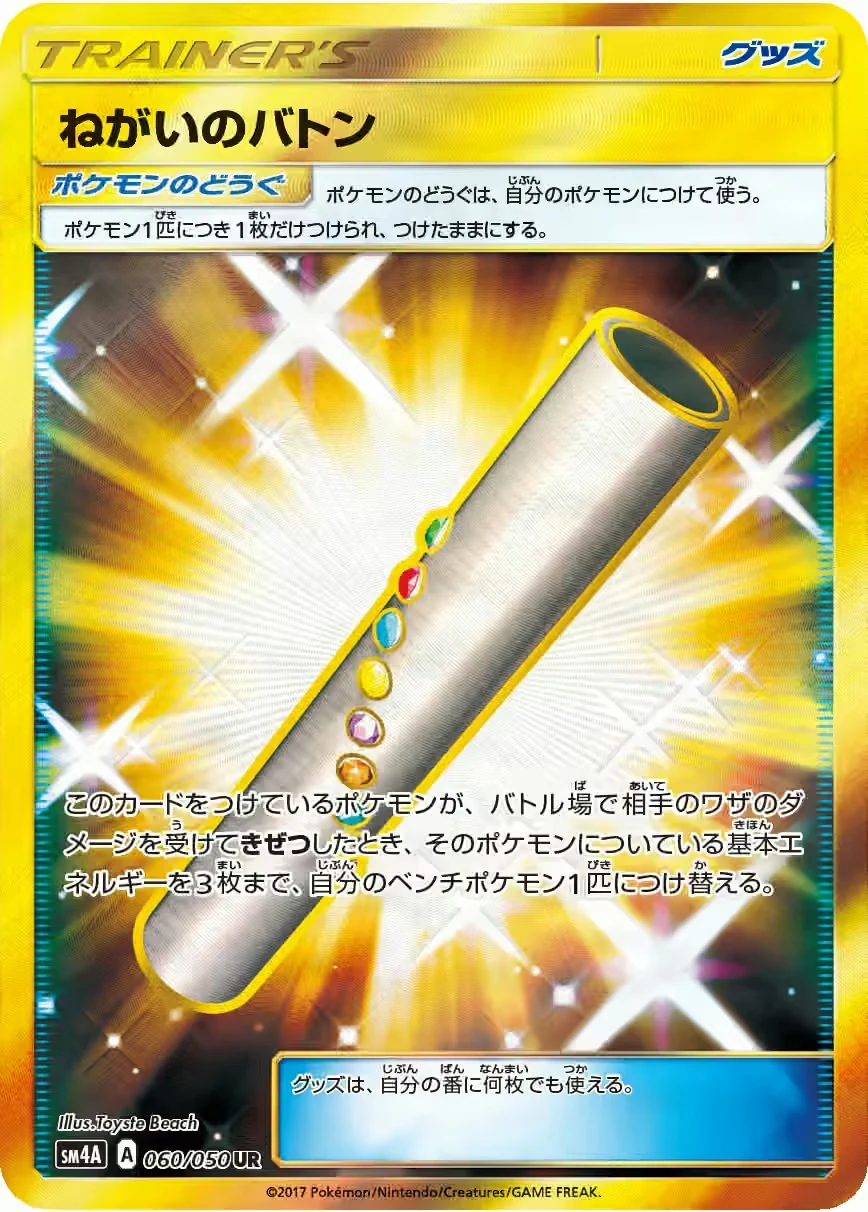 TRAINER'S
グッズ
ねがいのバトン
ポケモンのどうぐ
ポケモンのどうぐは、自分のポケモンにつけて使う。
ポケモン1匹につき1枚だけつけられ、つけたままにする。
このカードをつけているポケモンが、バトル場で相手のワザのダ
メージを受けてきぜつしたとき、そのポケモンについている基本エ
ネルギーを3枚まで、自分のベンチポケモン1匹につけ替える。
グッズは、自分の番に何枚でも使える。
Illus.Toyste Beach
SM4A A 060/050 UR
©2017 Pokémon/Nintendo/Creatures/GAME FREAK.